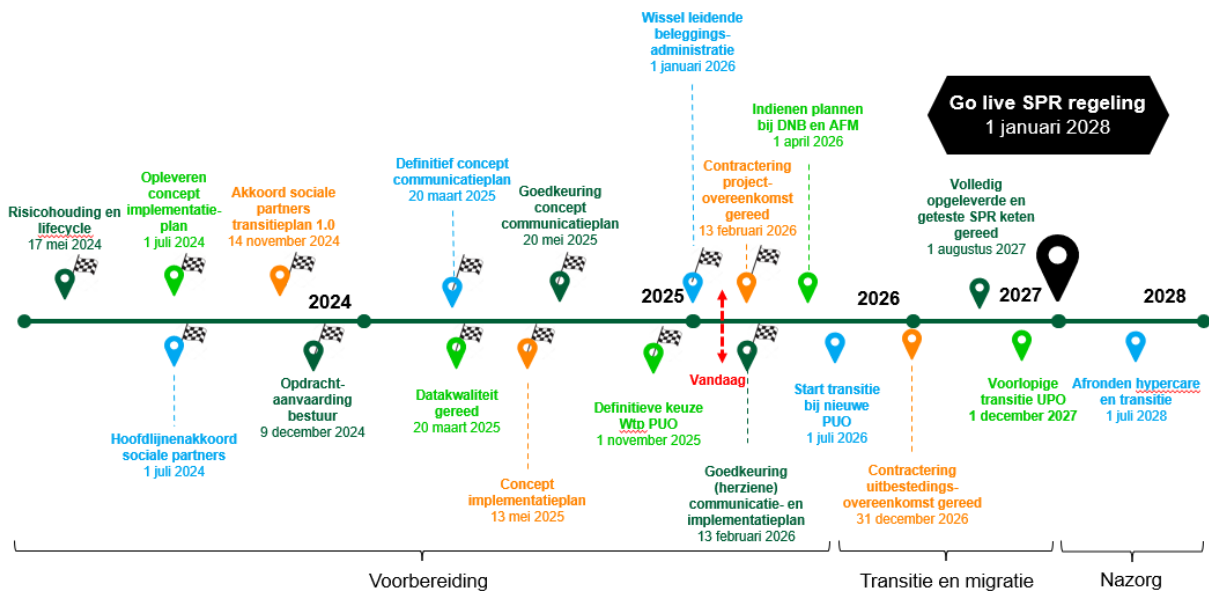 Wissel leidende
beleggings-
administratie
1 januari 2026
Go live SPR regeling
1 januari 2028
Indienen plannen
bij DNB en AFM
1 april 2026
Definitief concept
communicatieplan
20 maart 2025
Contractering
project-
overeenkomst
gereed
13 februari 2026
Opleveren
concept
implementatie-
plan
1 juli 2024
Akkoord sociale
partners
transitieplan 1.0
14 november 2024
Goedkeuring
concept
communicatieplan
20 mei 2025
Volledig
opgeleverde en
geteste SPR keten
gereed
1 augustus 2027
Risicohouding en
lifecycle
17 mei 2024
2024
2025
2026
2027
2028
Vandaag
Hoofdlijnenakkoord
sociale partners
1 juli 2024
Opdracht-
aanvaarding
bestuur
9 december 2024
Datakwaliteit
gereed
20 maart 2025
Concept
implementatieplan
13 mei 2025
Definitieve keuze
Wtp PUO
1 november 2025
Goedkeuring
(herziene)
communicatie- en
implementatieplan
13 februari 2026
Start transitie
bij nieuwe
PUO
1 juli 2026
Contractering
uitbestedings-
overeenkomst gereed
31 december 2026
Voorlopige
transitie UPO
1 december 2027
Afronden hypercare
en transitie
1 juli 2028
Voorbereiding
Transitie en migratie
Nazorg